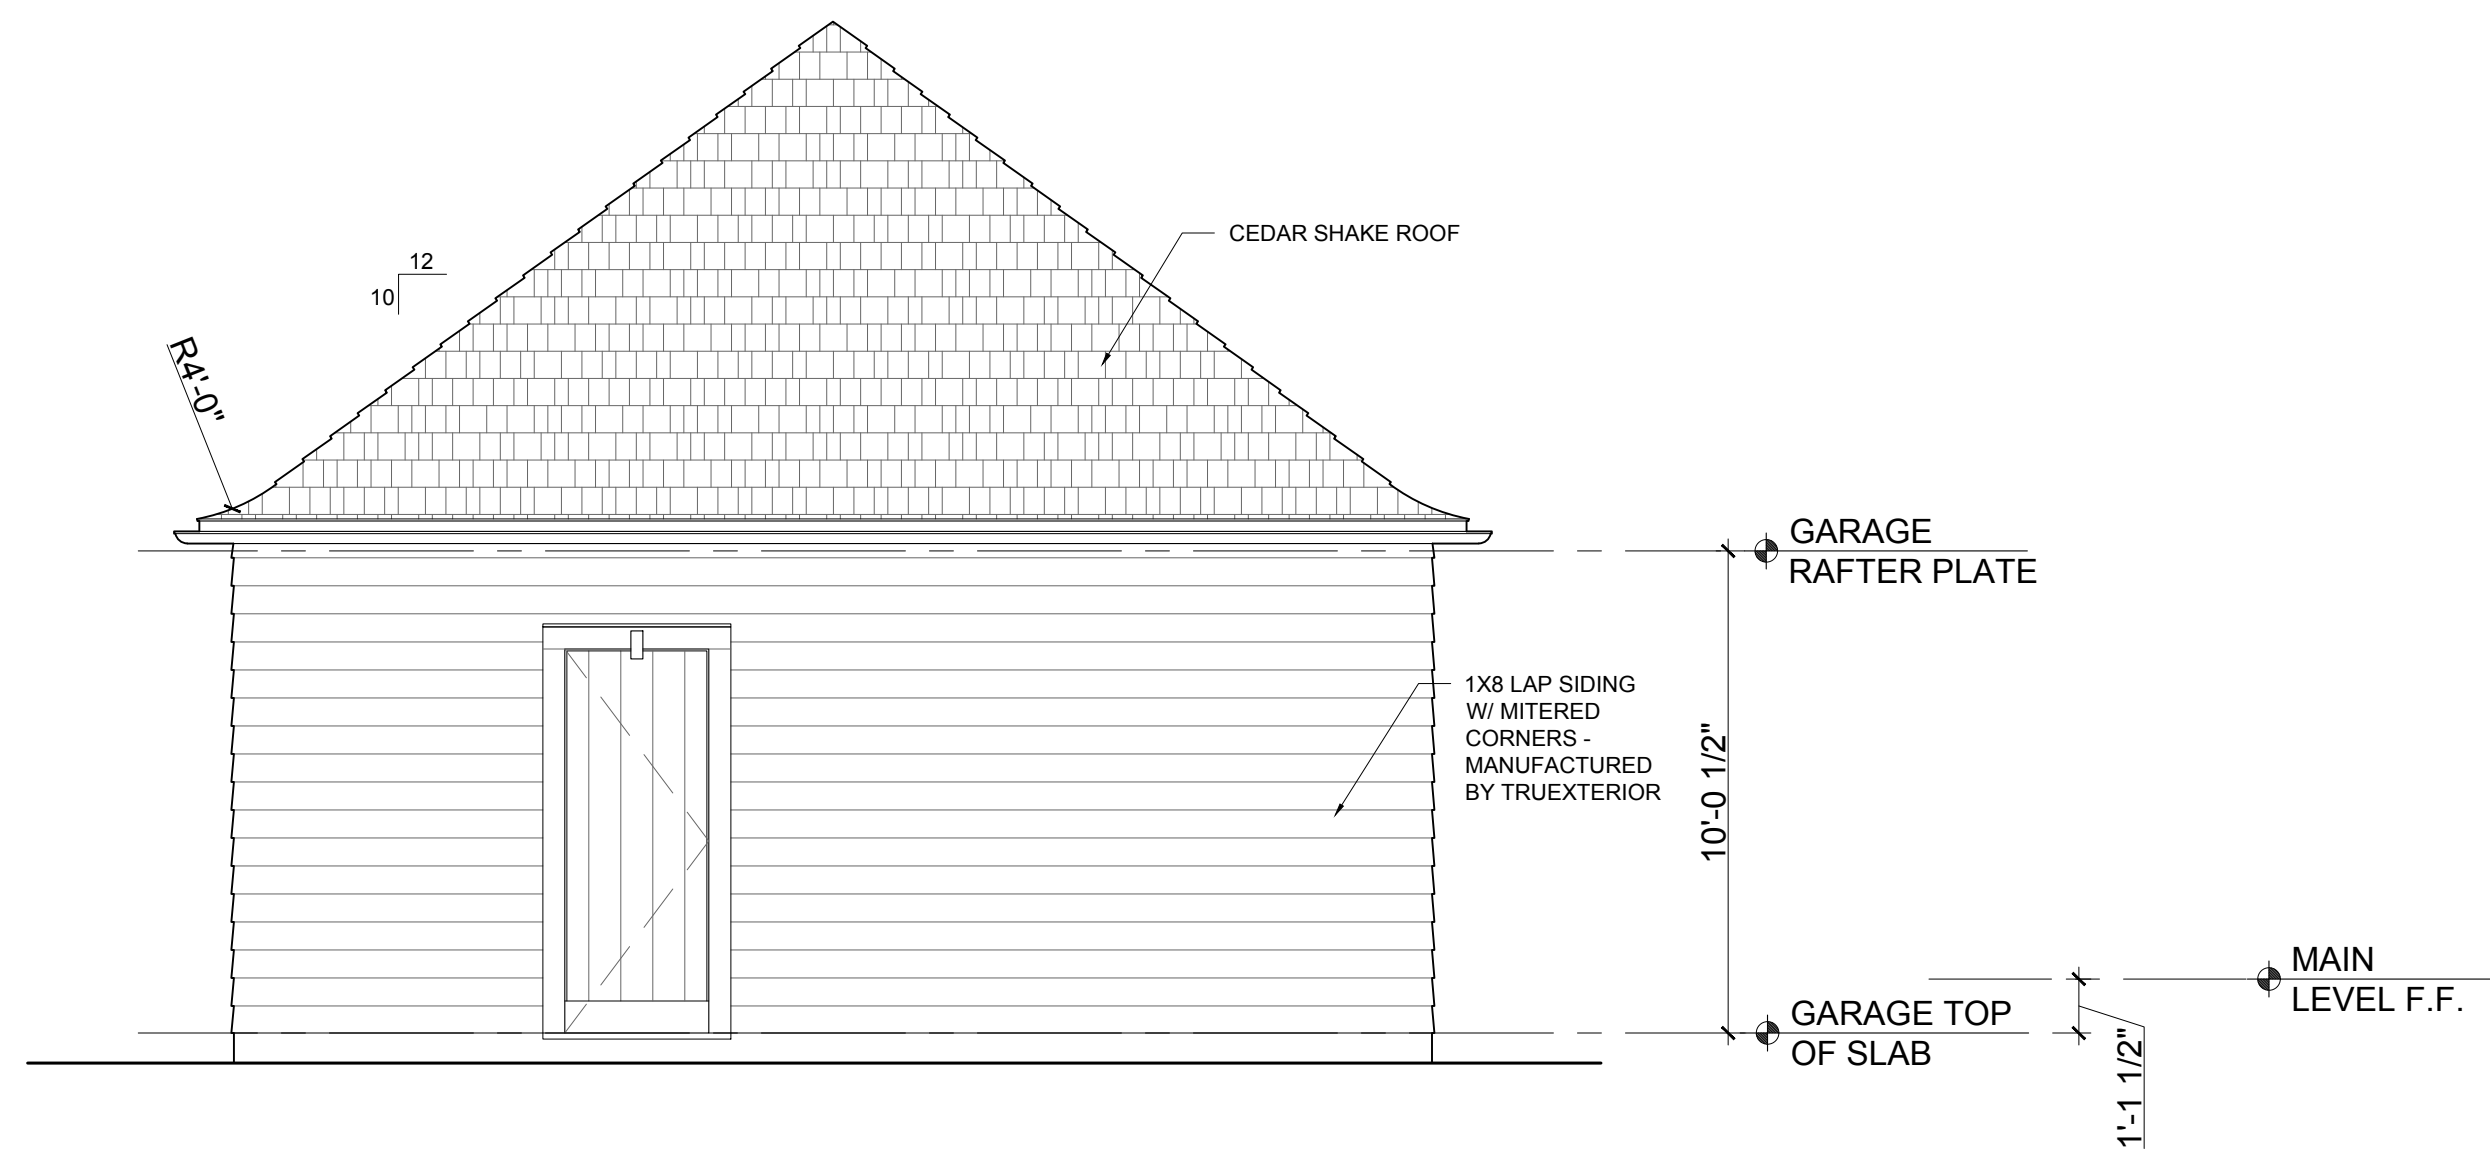 CEDAR SHAKE ROOF
12
10
R4'-0"
GARAGE
RAFTER PLATE
1X8 LAP SIDING
W/ MITERED
CORNERS -
MANUFACTURED
BY TRUEXTERIOR
10'-0 1/2"
MAIN
LEVEL F.F.
GARAGE TOP
OF SLAB
1'-1 1/2"